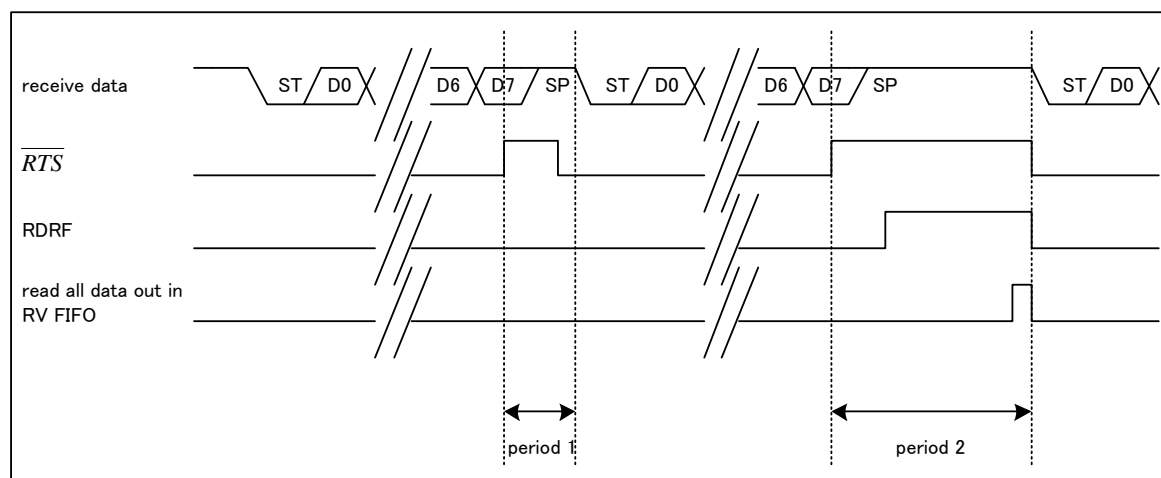 receive data ST D0 D6 D7 SP ST D0 D6 D7 SP ST D0
RTS
RDRF
read all data out in
RV FIFO
period 1 period 2